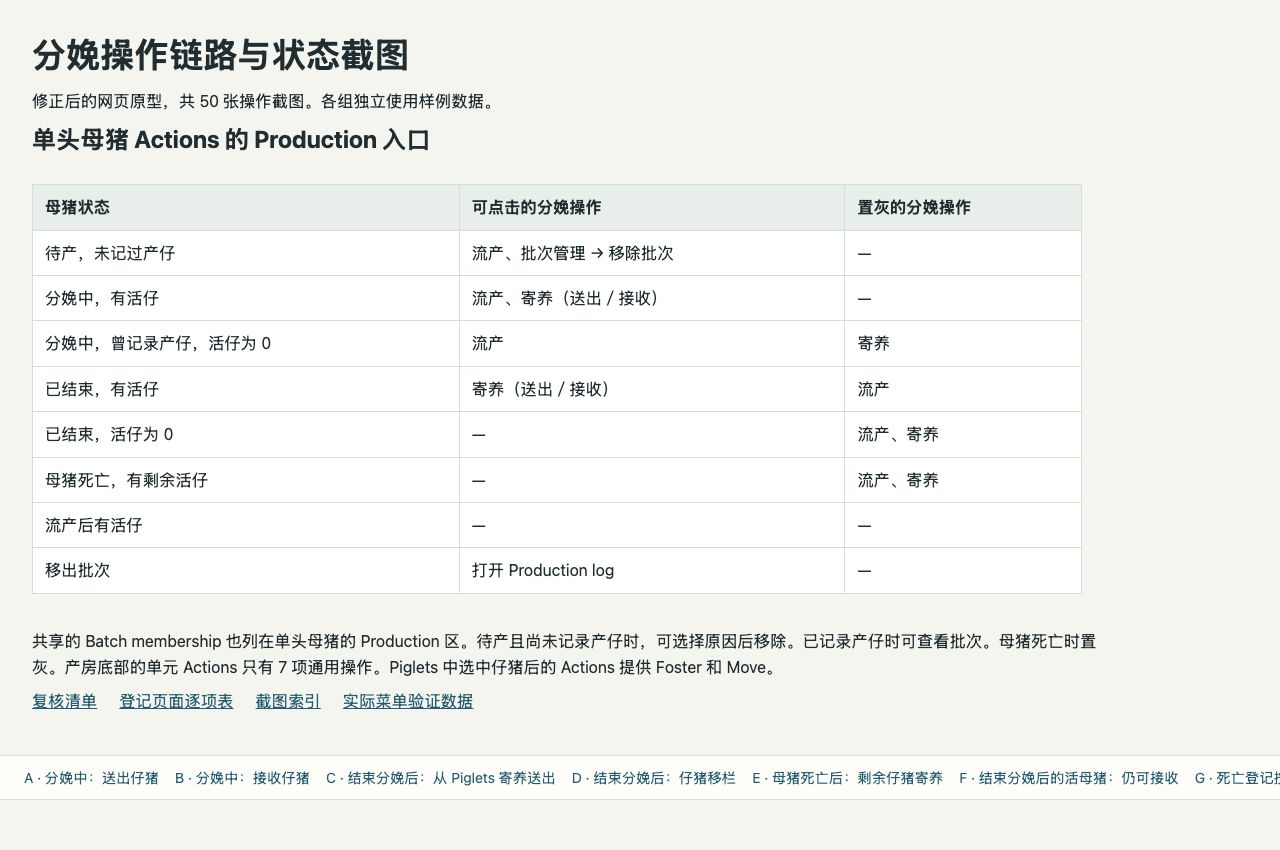 分娩操作链路与状态截图
修正后的网页原型，共 50 张操作截图。各组独立使用样例数据。
单头母猪 Actions 的 Production 入口
母猪状态 可点击的分娩操作 置灰的分娩操作
待产，未记过产仔 流产、批次管理 → 移除批次 —
分娩中，有活仔 流产、寄养（送出 / 接收） —
分娩中，曾记录产仔，活仔为 0 流产 寄养
已结束，有活仔 寄养（送出 / 接收） 流产
已结束，活仔为 0 — 流产、寄养
母猪死亡，有剩余活仔 — 流产、寄养
流产后有活仔 — —
移出批次 打开 Production log —
共享的 Batch membership 也列在单头母猪的 Production 区。待产且尚未记录产仔时，可选择原因后移除。已记录产仔时可查看批次。母猪死亡时置
灰。产房底部的单元 Actions 只有 7 项通用操作。Piglets 中选中仔猪后的 Actions 提供 Foster 和 Move。
复核清单 登记页面逐项表 截图索引 实际菜单验证数据
A · 分娩中：送出仔猪 B · 分娩中：接收仔猪 C · 结束分娩后：从 Piglets 寄养送出 D · 结束分娩后：仔猪移栏 E · 母猪死亡后：剩余仔猪寄养 F · 结束分娩后的活母猪：仍可接收 G · 死亡登记